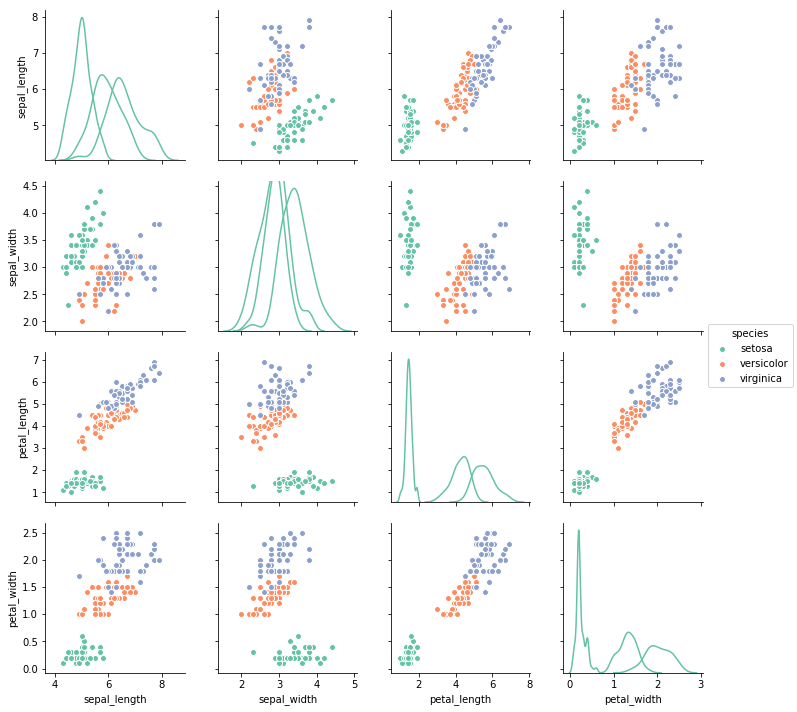 8
7
6
5
sepal_length
4.5
4.0
3.5
3.0
2.5
2.0
sepal_width
species
setosa
versicolor
virginica
7
6
5
4
3
2
1
petal_length
2.5
2.0
1.5
1.0
0.5
0.0
petal_width
4 6 8
sepal_length
2 3 4 5
sepal_width
2 4 6 8
petal_length
0 1 2 3
petal_width